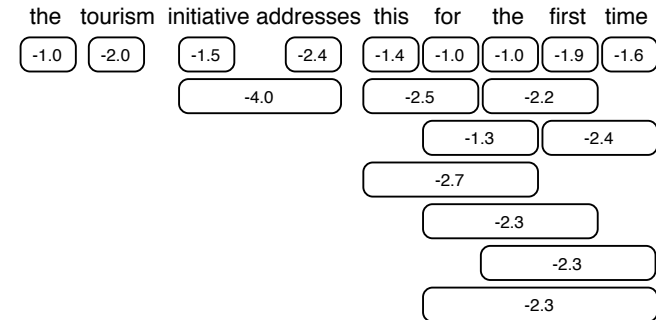 the tourism initiative addresses this for the first time
-1.0 -2.0 -1.5 -2.4 -1.4 -1.0 -1.0 -1.9 -1.6
-4.0 -2.5 -2.2
-1.3 -2.4
-2.7
-2.3
-2.3
-2.3